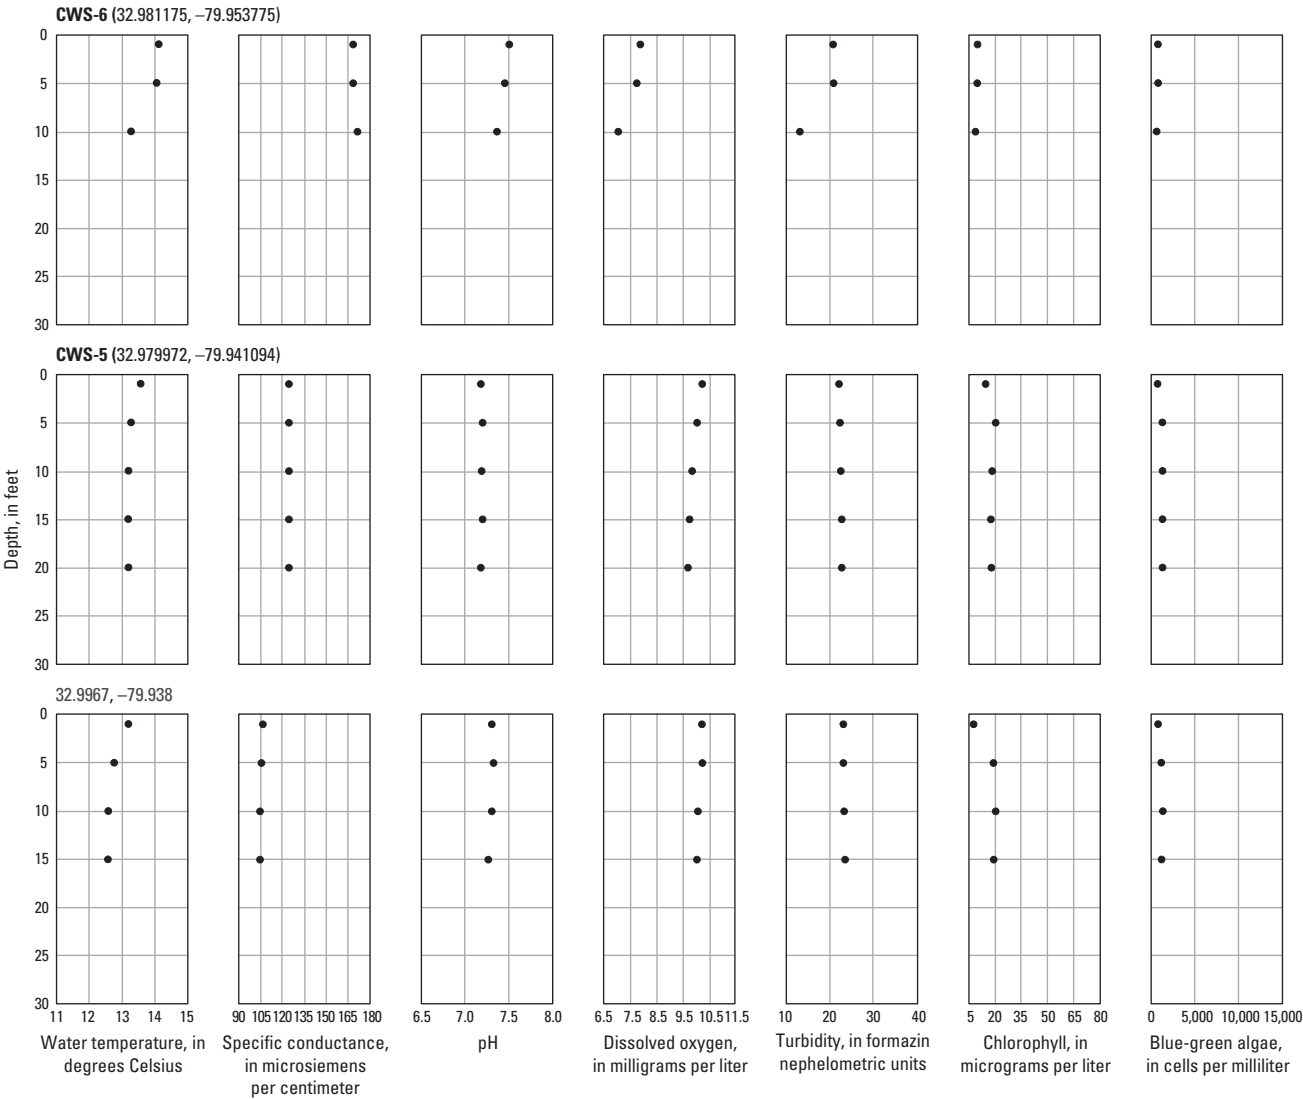 CWS-6 (32.981175, –79.953775)
0
5
10
15
20
25
30
CWS-5 (32.979972, –79.941094)
0
5
10
15
20
25
30
Depth, in feet
32.9967, –79.938
0
5
10
15
20
25
30
11 12 13 14 15
90 105 120 135 150 165 180
6.5 7.0 7.5 8.0
6.5 7.5 8.5 9.5 10.5 11.5
10 20 30 40
5 20 35 50 65 80
0 5,000 10,000 15,000
Water temperature, in
degrees Celsius
Specific conductance,
in microsiemens
per centimeter
pH
Dissolved oxygen,
in milligrams per liter
Turbidity, in formazin
nephelometric units
Chlorophyll, in
micrograms per liter
Blue-green algae,
in cells per milliliter